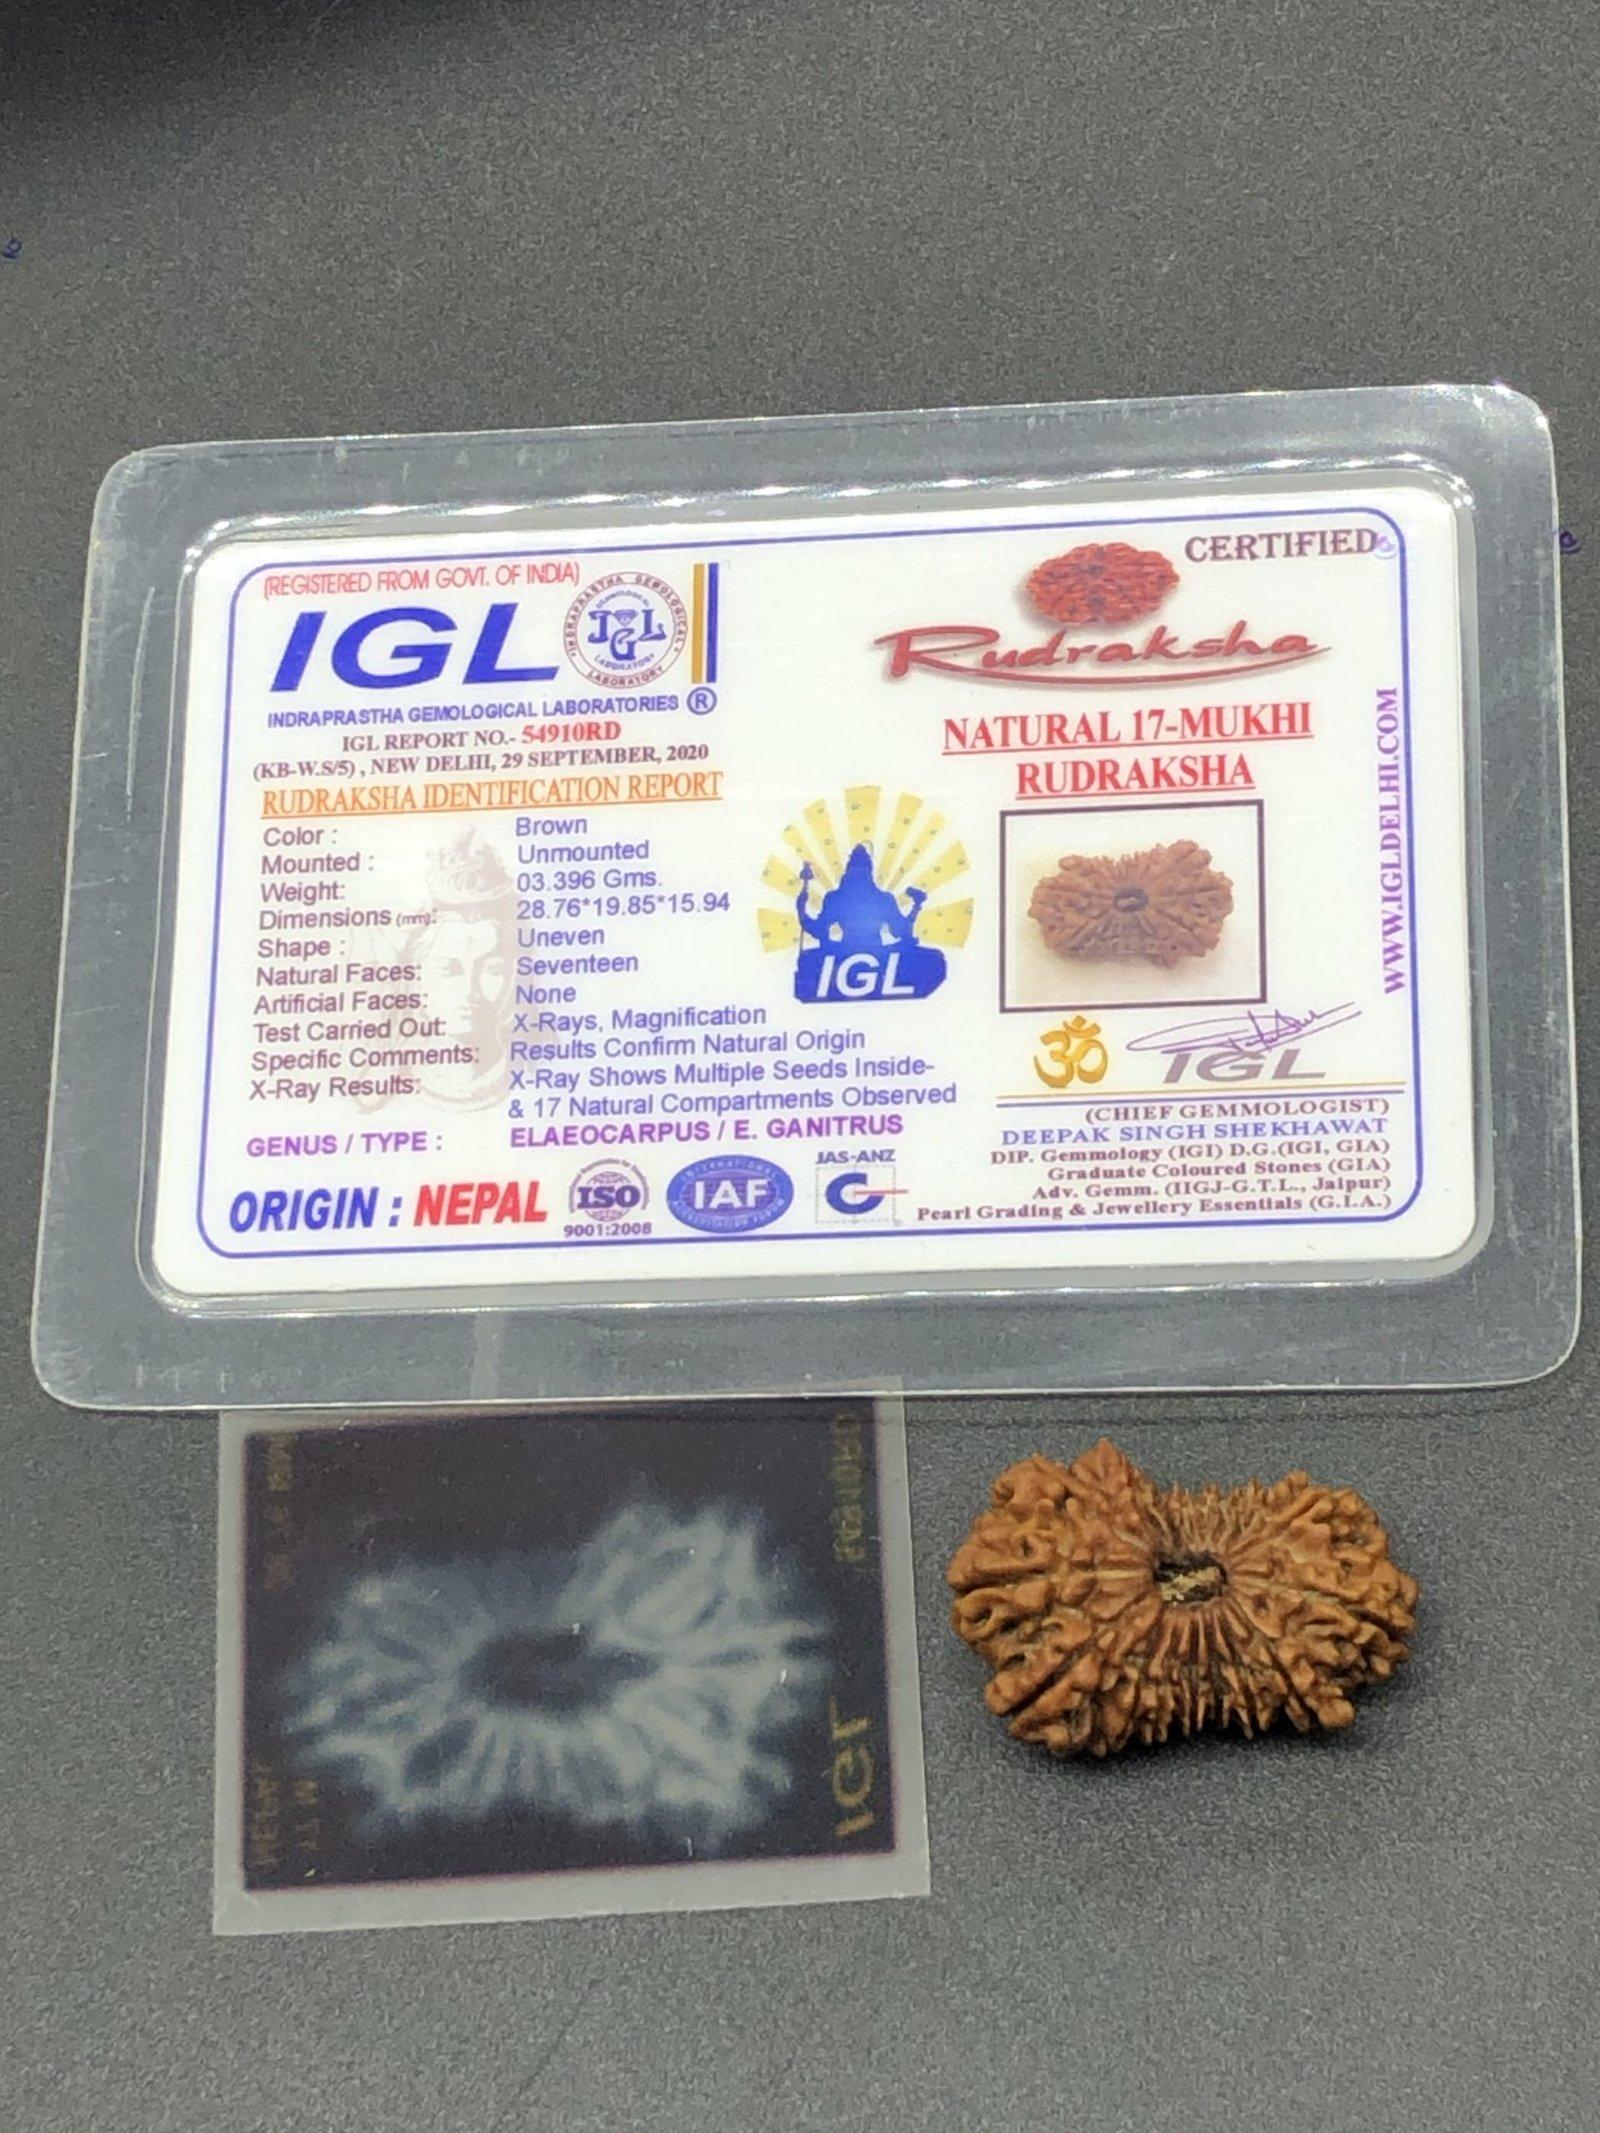 (REGISTERED FROM GOVT. OF INDIA)
IGL
INDRAPRASTHA GEMOLOGICAL LABORATORY
IGL
INDRAPRASTHA GEMOLOGICAL LABORATORIES ®
IGL REPORT NO.- 54910RD
(KB-W.S/5) , NEW DELHI, 29 SEPTEMBER, 2020
RUDRAKSHA IDENTIFICATION REPORT
Color : Brown
Mounted : Unmounted
Weight: 03.396 Gms.
Dimensions (mm): 28.76*19.85*15.94
Shape : Uneven
Natural Faces: Seventeen
Artificial Faces: None
Test Carried Out: X-Rays, Magnification
Specific Comments: Results Confirm Natural Origin
X-Ray Results: X-Ray Shows Multiple Seeds Inside-
& 17 Natural Compartments Observed
GENUS / TYPE : ELAEOCARPUS / E. GANITRUS
ORIGIN : NEPAL
ISO
9001:2008
IAF
JAS-ANZ
IGL
CERTIFIED
Rudraksha
NATURAL 17-MUKHI
RUDRAKSHA
WWW.IGLDELHI.COM
ॐ
IGL
(CHIEF GEMMOLOGIST)
DEEPAK SINGH SHEKHAWAT
DIP. Gemmology (IGI) D.G.(IGI, GIA)
Graduate Coloured Stones (GIA)
Adv. Gemm. (IIGJ-G.T.L., Jaipur)
Pearl Grading & Jewellery Essentials (G.I.A.)
IGL